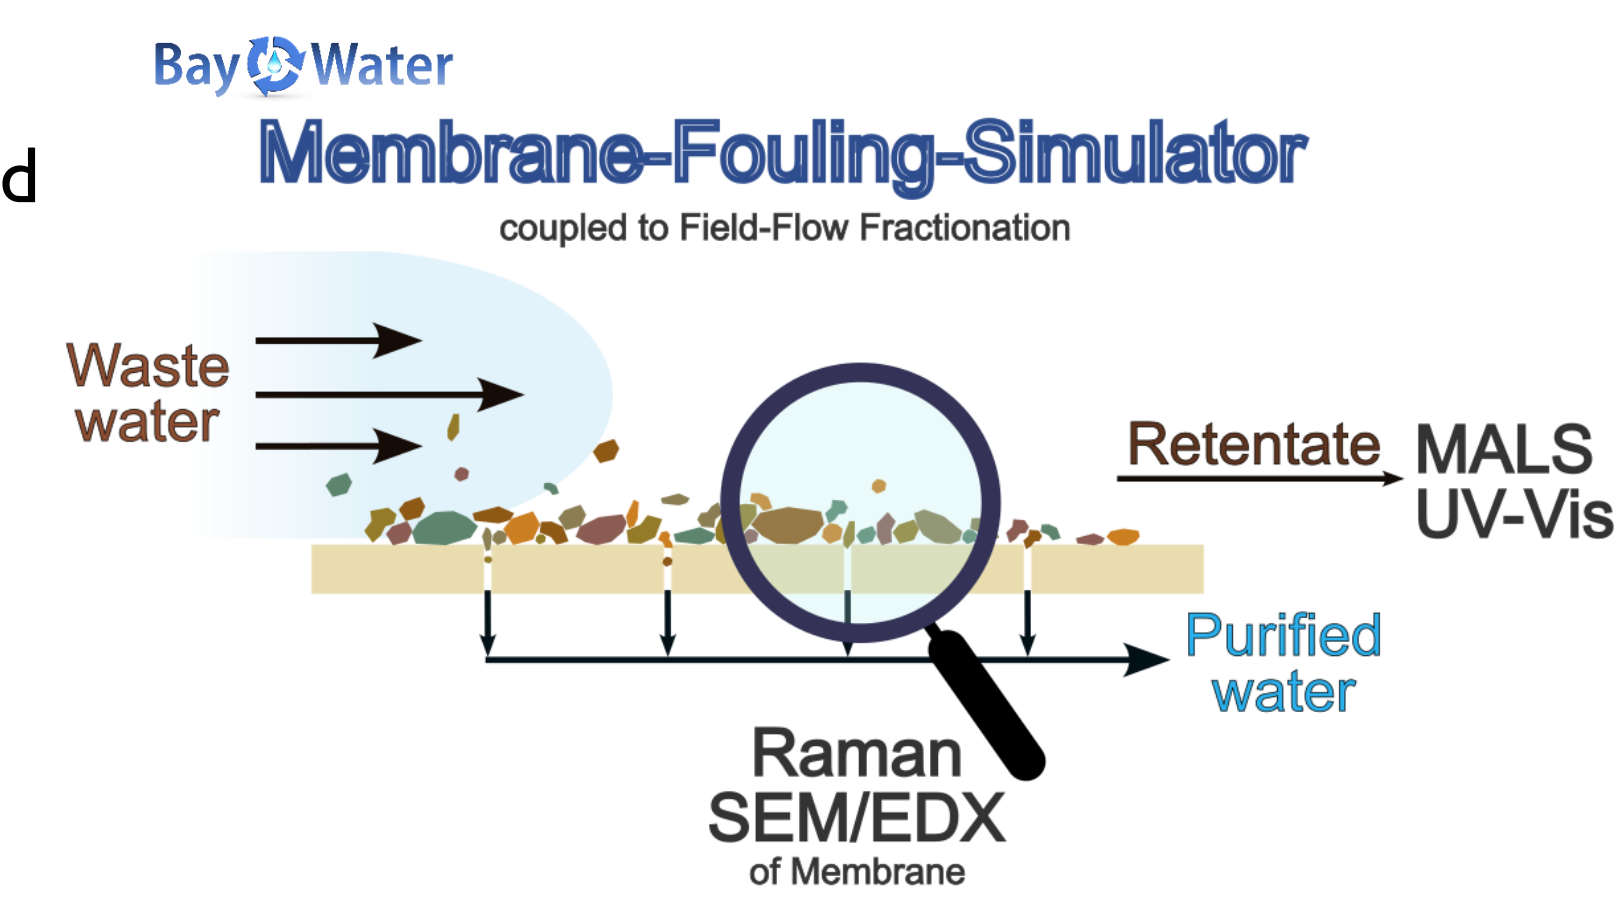 Bay Water
d
Membrane-Fouling-Simulator
coupled to Field-Flow Fractionation
Waste
water
Retentate
MALS
UV-Vis
Purified
water
Raman
SEM/EDX
of Membrane